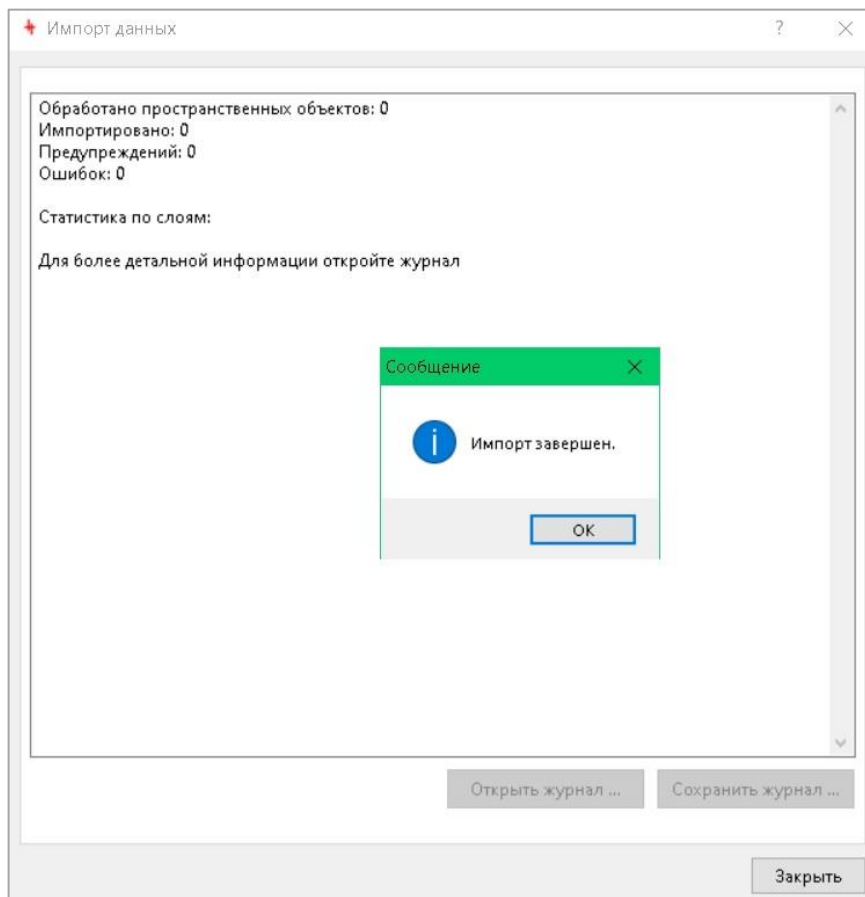 Импорт данных
Обработано пространственных объектов: 0
Импортировано: 0
Предупреждений: 0
Ошибок: 0
Статистика по слоям:
Для более детальной информации откройте журнал
Сообщение
Импорт завершен.
ОК
Открыть журнал ...
Сохранить журнал ...
Закрыть